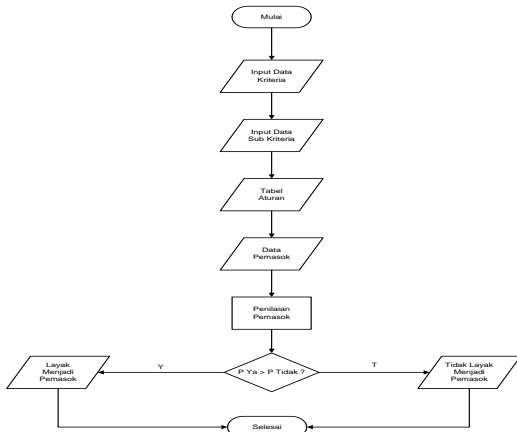 Mulai
Input Data
Kriteria
Input Data
Sub Kriteria
Tabel
Aturan
Data
Pemasok
Penilaian
Pemasok
Layak
Menjadi
Pemasok
Y
P Ya > P Tidak ?
T
Tidak Layak
Menjadi
Pemasok
Selesai